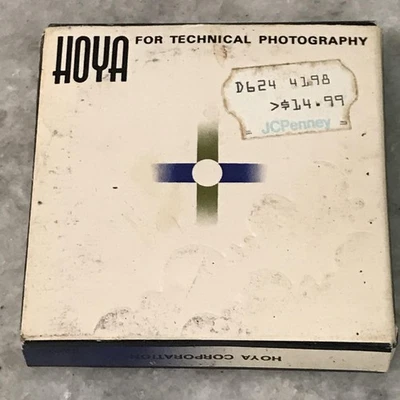 HOYA FOR TECHNICAL PHOTOGRAPHY
D624 4198
>$14.99
JCPenney
HOYA CORPORATION